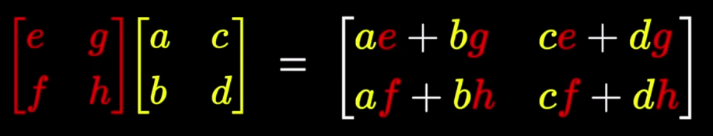 [e g; f h] [a c; b d] = [ae + bg ce + dg; af + bh cf + dh]